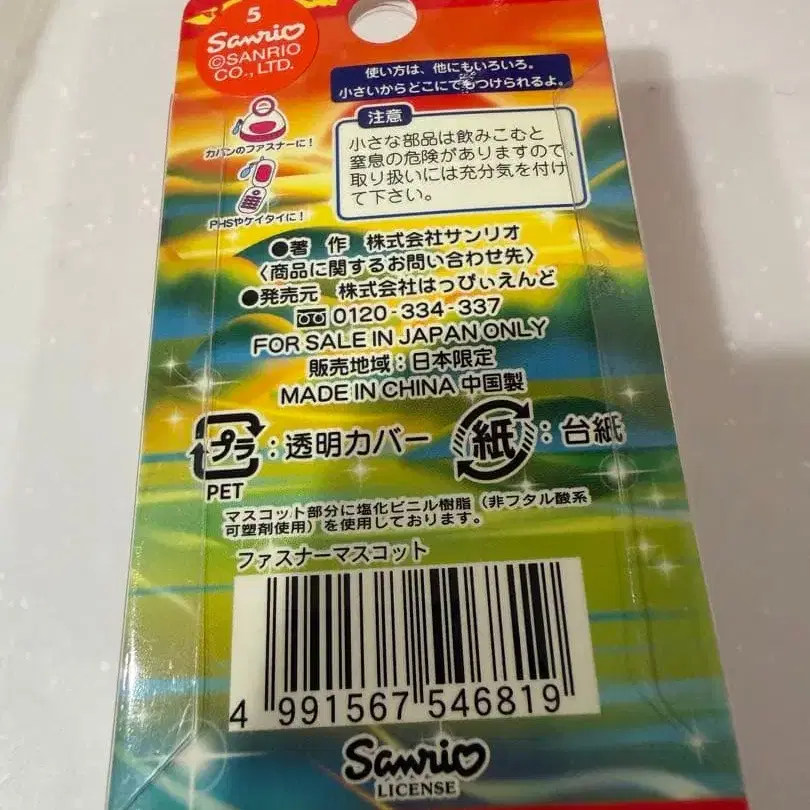 5
Sanrio
©SANRIO
CO., LTD.
使い方は、他にもいろいろ。
小さいからどこにでもつけられるよ。
カバンのファスナーに!
PHSやケイタイに!
注意
小さな部品は飲みこむと
窒息の危険がありますので、
取り扱いには充分気を付け
て下さい。
●著 作 株式会社サンリオ
〈商品に関するお問い合わせ先〉
●発売元 株式会社はっぴぃえんど
0120-334-337
FOR SALE IN JAPAN ONLY
販売地域:日本限定
MADE IN CHINA 中国製
プラ:透明カバー 紙:台紙
PET
マスコット部分に塩化ビニル樹脂(非フタル酸系
可塑剤使用)を使用しております。
ファスナーマスコット
4 991567 546819
Sanrio
LICENSE